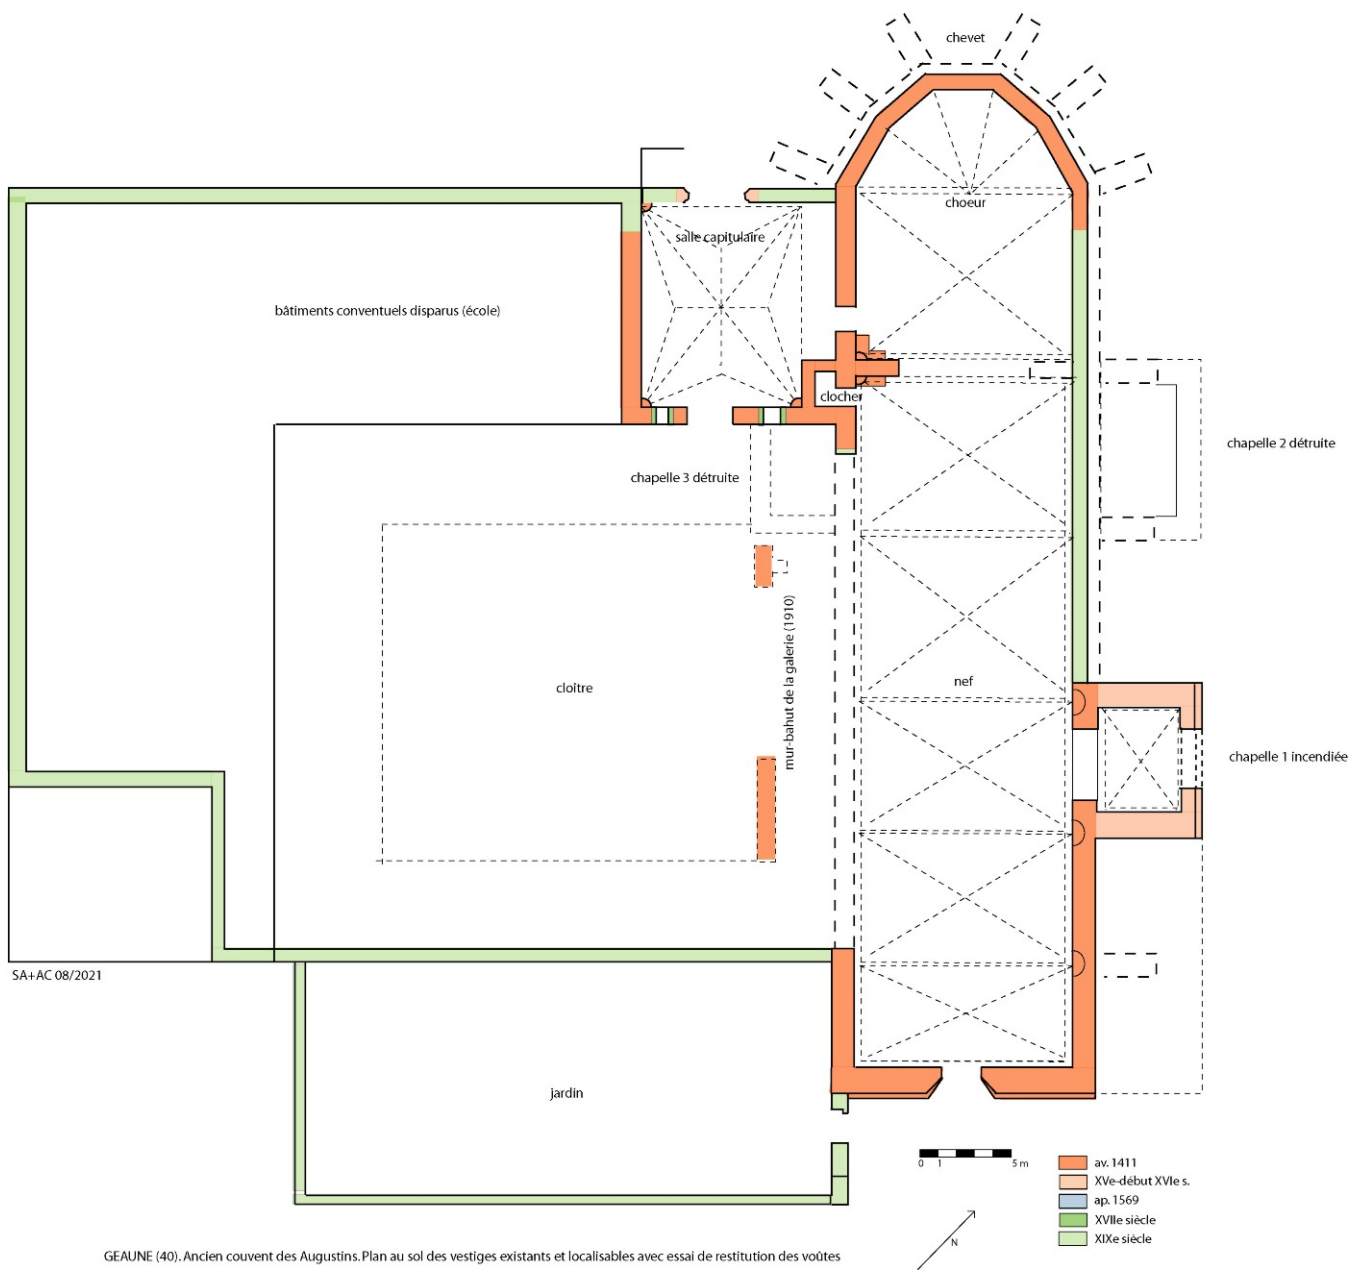 chevet
choeur
salle capitulaire
bâtiments conventuels disparus (école)
clocher
chapelle 2 détruite
chapelle 3 détruite
mur-bahut de la galerie (1910)
cloître
nef
chapelle 1 incendiée
SA+AC 08/2021
jardin
0 1 5 m
av. 1411
XVe-début XVIe s.
ap. 1569
XVIIe siècle
XIXe siècle
N
GEAUNE (40). Ancien couvent des Augustins. Plan au sol des vestiges existants et localisables avec essai de restitution des voûtes